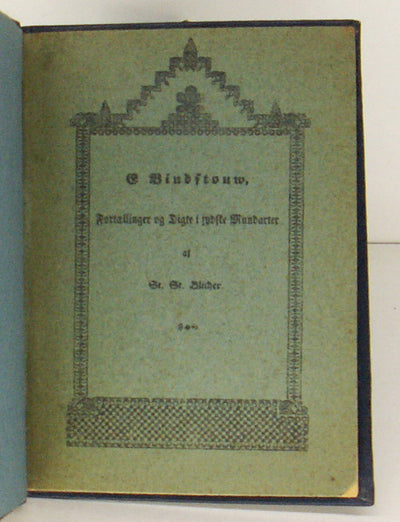 E Bindstouw,
Fortællinger og Digte i jydske Mundarter
af
St. St. Blicher